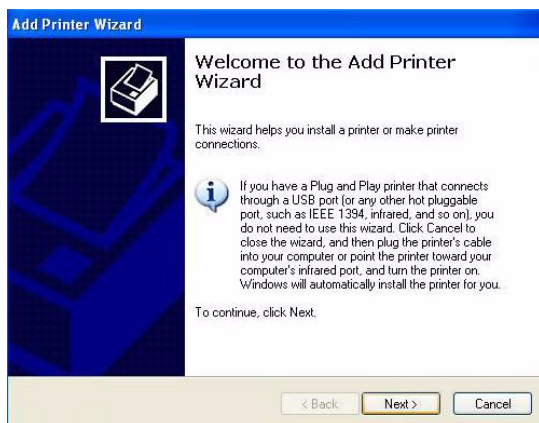 Add Printer Wizard
Welcome to the Add Printer
Wizard
This wizard helps you install a printer or make printer
connections.
If you have a Plug and Play printer that connects
through a USB port (or any other hot pluggable
port, such as IEEE 1394, infrared, and so on), you
do not need to use this wizard. Click Cancel to
close the wizard, and then plug the printer's cable
into your computer or point the printer toward your
computer's infrared port, and turn the printer on.
Windows will automatically install the printer for you.
To continue, click Next.
< Back Next > Cancel